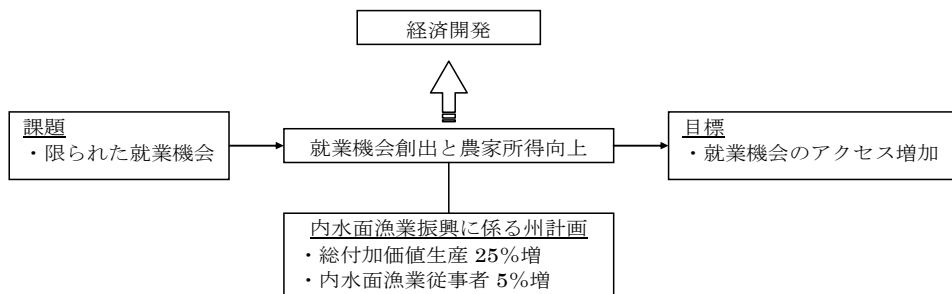 経済開発
課題
・限られた就業機会
就業機会創出と農家所得向上
目標
・就業機会のアクセス増加
内水面漁業振興に係る州計画
・総付加価値生産 25%増
・内水面漁業従事者 5%増